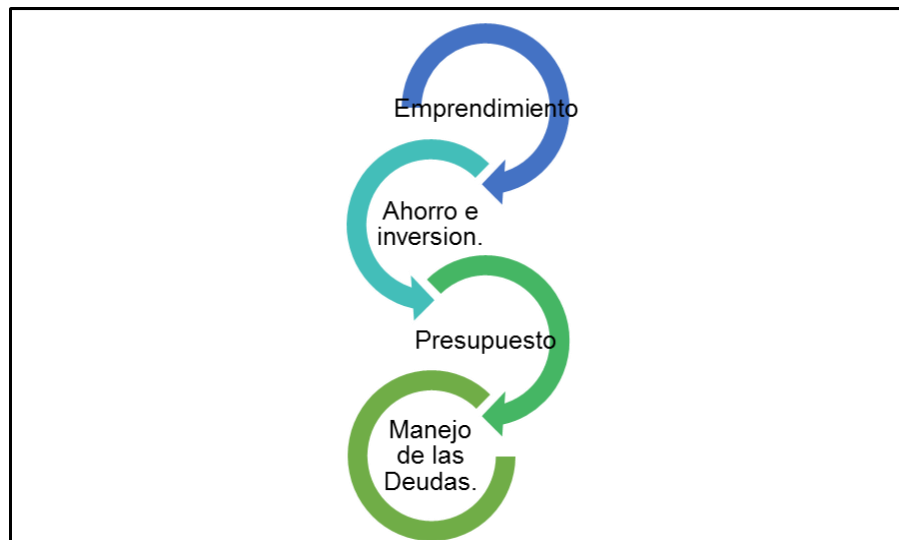 Emprendimiento
Ahorro e
inversion.
Presupuesto
Manejo
de las
Deudas.